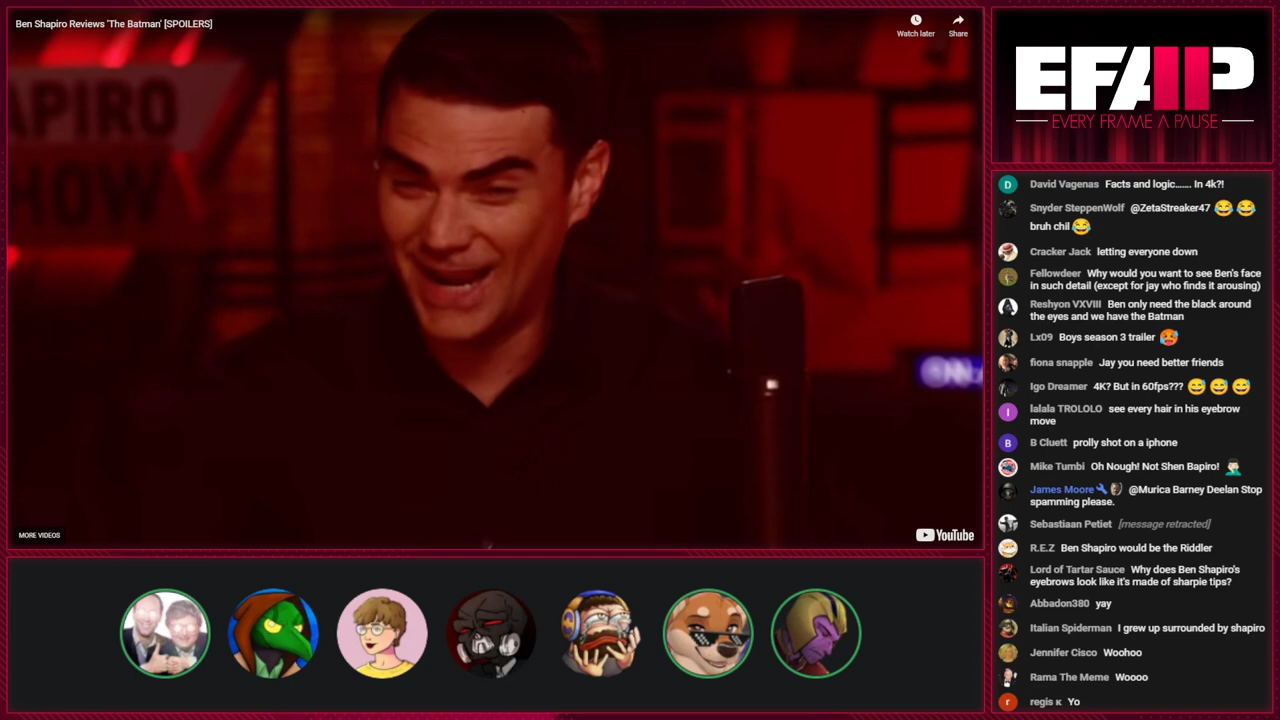 Ben Shapiro Reviews 'The Batman' [SPOILERS]
Watch later
Share
APIRO
HOW
MORE VIDEOS
YouTube
EFAP
EVERY FRAME A PAUSE
D
David Vagenas Facts and logic....... In 4k?!
Snyder SteppenWolf @ZetaStreaker47 😂 😂
bruh chil 😂
Cracker Jack letting everyone down
Fellowdeer Why would you want to see Ben's face
in such detail (except for jay who finds it arousing)
Reshyon VXVIII Ben only need the black around
the eyes and we have the Batman
Lx09 Boys season 3 trailer 🥵
fiona snapple Jay you need better friends
Igo Dreamer 4K? But in 60fps??? 😅 😅 😅
l
lalala TROLOLO see every hair in his eyebrow
move
B
B Cluett prolly shot on a iphone
Mike Tumbi Oh Nough! Not Shen Bapiro! 🤦🏻‍♂️
James Moore @Murica Barney Deelan Stop
spamming please.
Sebastiaan Petiet [message retracted]
R.E.Z Ben Shapiro would be the Riddler
Lord of Tartar Sauce Why does Ben Shapiro's
eyebrows look like it's made of sharpie tips?
Abbadon380 yay
Italian Spiderman I grew up surrounded by shapiro
Jennifer Cisco Woohoo
Rama The Meme Woooo
r
regis κ Yo